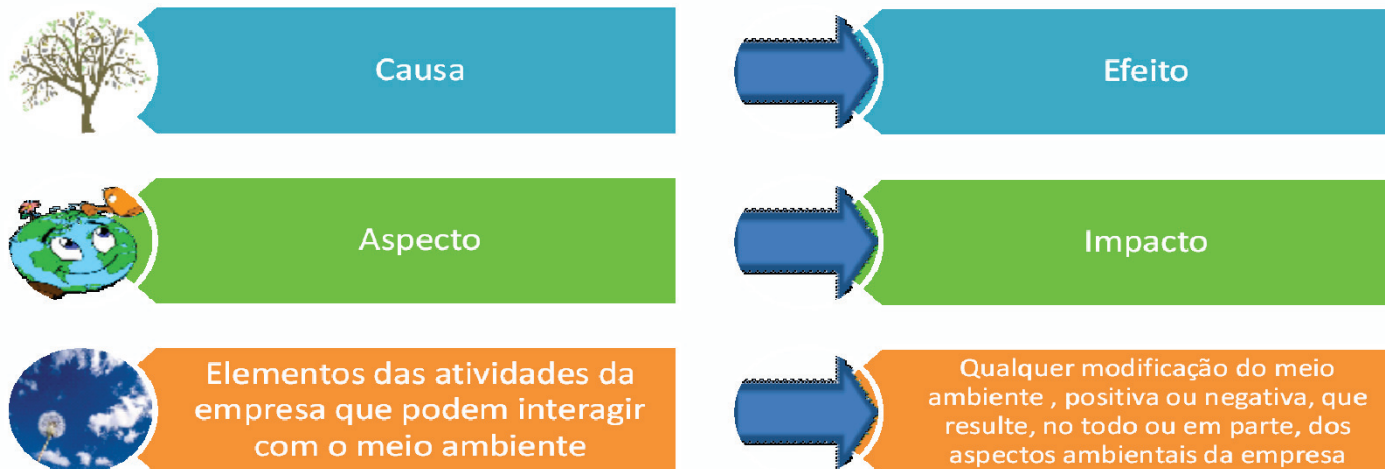 Causa
Efeito
Aspecto
Impacto
Elementos das atividades da
empresa que podem interagir
com o meio ambiente
Qualquer modificação do meio
ambiente , positiva ou negativa, que
resulte, no todo ou em parte, dos
aspectos ambientais da empresa